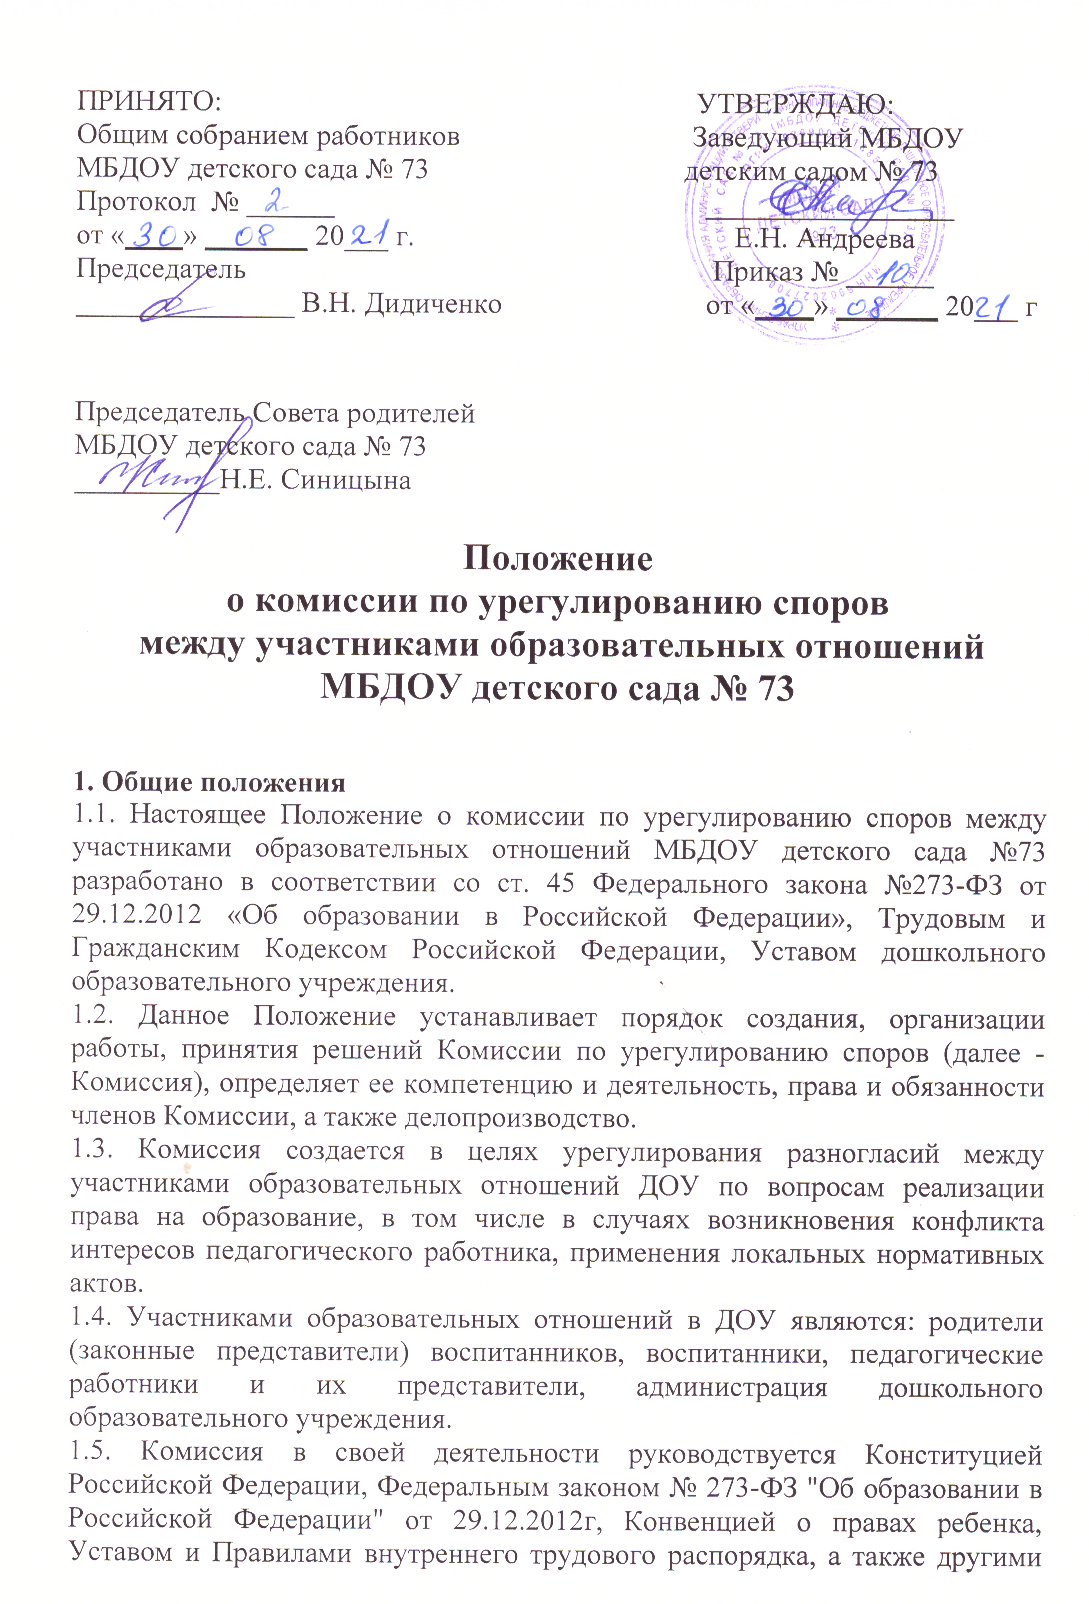 ПРИНЯТО:
Общим собранием работников
МБДОУ детского сада № 73
Протокол № 2
от «30» 08 2021 г.
Председатель
В.Н. Дидиченко
УТВЕРЖДАЮ:
Заведующий МБДОУ
детским садом № 73
Е.Н. Андреева
Приказ № 10
от «30» 08 2021 г
Председатель Совета родителей
МБДОУ детского сада № 73
Н.Е. Синицына
Положение
о комиссии по урегулированию споров
между участниками образовательных отношений
МБДОУ детского сада № 73
1. Общие положения
1.1. Настоящее Положение о комиссии по урегулированию споров между
участниками образовательных отношений МБДОУ детского сада №73
разработано в соответствии со ст. 45 Федерального закона №273-ФЗ от
29.12.2012 «Об образовании в Российской Федерации», Трудовым и
Гражданским Кодексом Российской Федерации, Уставом дошкольного
образовательного учреждения.
1.2. Данное Положение устанавливает порядок создания, организации
работы, принятия решений Комиссии по урегулированию споров (далее -
Комиссия), определяет ее компетенцию и деятельность, права и обязанности
членов Комиссии, а также делопроизводство.
1.3. Комиссия создается в целях урегулирования разногласий между
участниками образовательных отношений ДОУ по вопросам реализации
права на образование, в том числе в случаях возникновения конфликта
интересов педагогического работника, применения локальных нормативных
актов.
1.4. Участниками образовательных отношений в ДОУ являются: родители
(законные представители) воспитанников, воспитанники, педагогические
работники и их представители, администрация дошкольного
образовательного учреждения.
1.5. Комиссия в своей деятельности руководствуется Конституцией
Российской Федерации, Федеральным законом № 273-ФЗ "Об образовании в
Российской Федерации" от 29.12.2012г, Конвенцией о правах ребенка,
Уставом и Правилами внутреннего трудового распорядка, а также другими